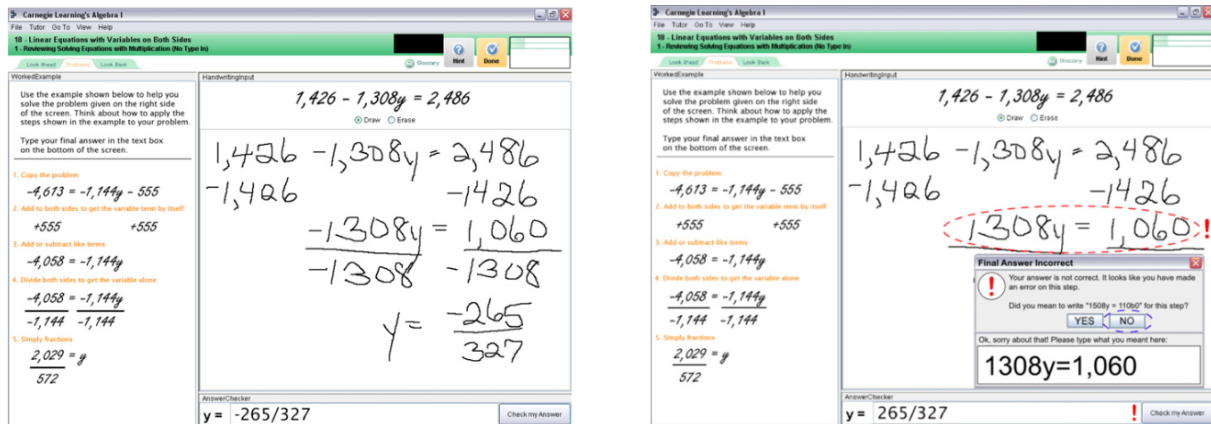 Carnegie Learning's Algebra I
File Tutor Go To View Help
18 - Linear Equations with Variables on Both Sides
1 - Reviewing Solving Equations with Multiplication (No Type In)
Look Ahead Problems Look Back
Glossary
Hint
Done
WorkedExample
Use the example shown below to help you
solve the problem given on the right side
of the screen. Think about how to apply the
steps shown in the example to your problem.
Type your final answer in the text box
on the bottom of the screen.
1. Copy the problem
-4,613 = -1,144y - 555
2. Add to both sides to get the variable term by itself
+555 +555
3. Add or subtract like terms
-4,058 = -1,144y
4. Divide both sides to get the variable alone
-4,058 = -1,144y
-1,144 -1,144
5. Simply fractions
2,029 = y
572
HandwritingInput
1,426 - 1,308y = 2,486
Draw Erase
1,426 -1,308y = 2,486
-1,426 -1426
-1308y = 1,060
-1308 -1308
y = -265
327
AnswerChecker
y = -265/327
Check my Answer
Carnegie Learning's Algebra I
File Tutor Go To View Help
18 - Linear Equations with Variables on Both Sides
1 - Reviewing Solving Equations with Multiplication (No Type In)
Look Ahead Problems Look Back
Glossary
Hint
Done
WorkedExample
Use the example shown below to help you
solve the problem given on the right side
of the screen. Think about how to apply the
steps shown in the example to your problem.
Type your final answer in the text box
on the bottom of the screen.
1. Copy the problem
-4,613 = -1,144y - 555
2. Add to both sides to get the variable term by itself
+555 +555
3. Add or subtract like terms
-4,058 = -1,144y
4. Divide both sides to get the variable alone
-4,058 = -1,144y
-1,144 -1,144
5. Simply fractions
2,029 = y
572
HandwritingInput
1,426 - 1,308y = 2,486
Draw Erase
1,426 -1,308y = 2,486
-1,426 -1426
1308y = 1,060 !
Final Answer Incorrect
! Your answer is not correct. It looks like you have made
an error on this step.
Did you mean to write "1508y = 110b0" for this step?
YES NO
Ok, sorry about that! Please type what you meant here:
1308y=1,060
AnswerChecker
y = 265/327 !
Check my Answer